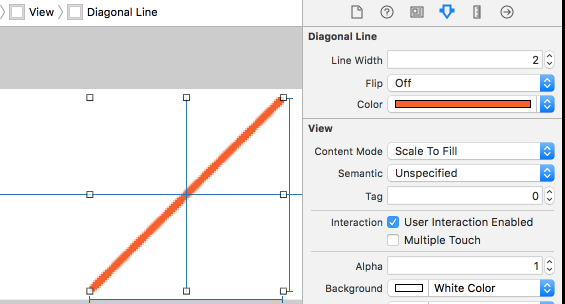 View
Diagonal Line
Diagonal Line
Line Width 2
Flip Off
Color
View
Content Mode Scale To Fill
Semantic Unspecified
Tag 0
Interaction User Interaction Enabled
Multiple Touch
Alpha 1
Background White Color